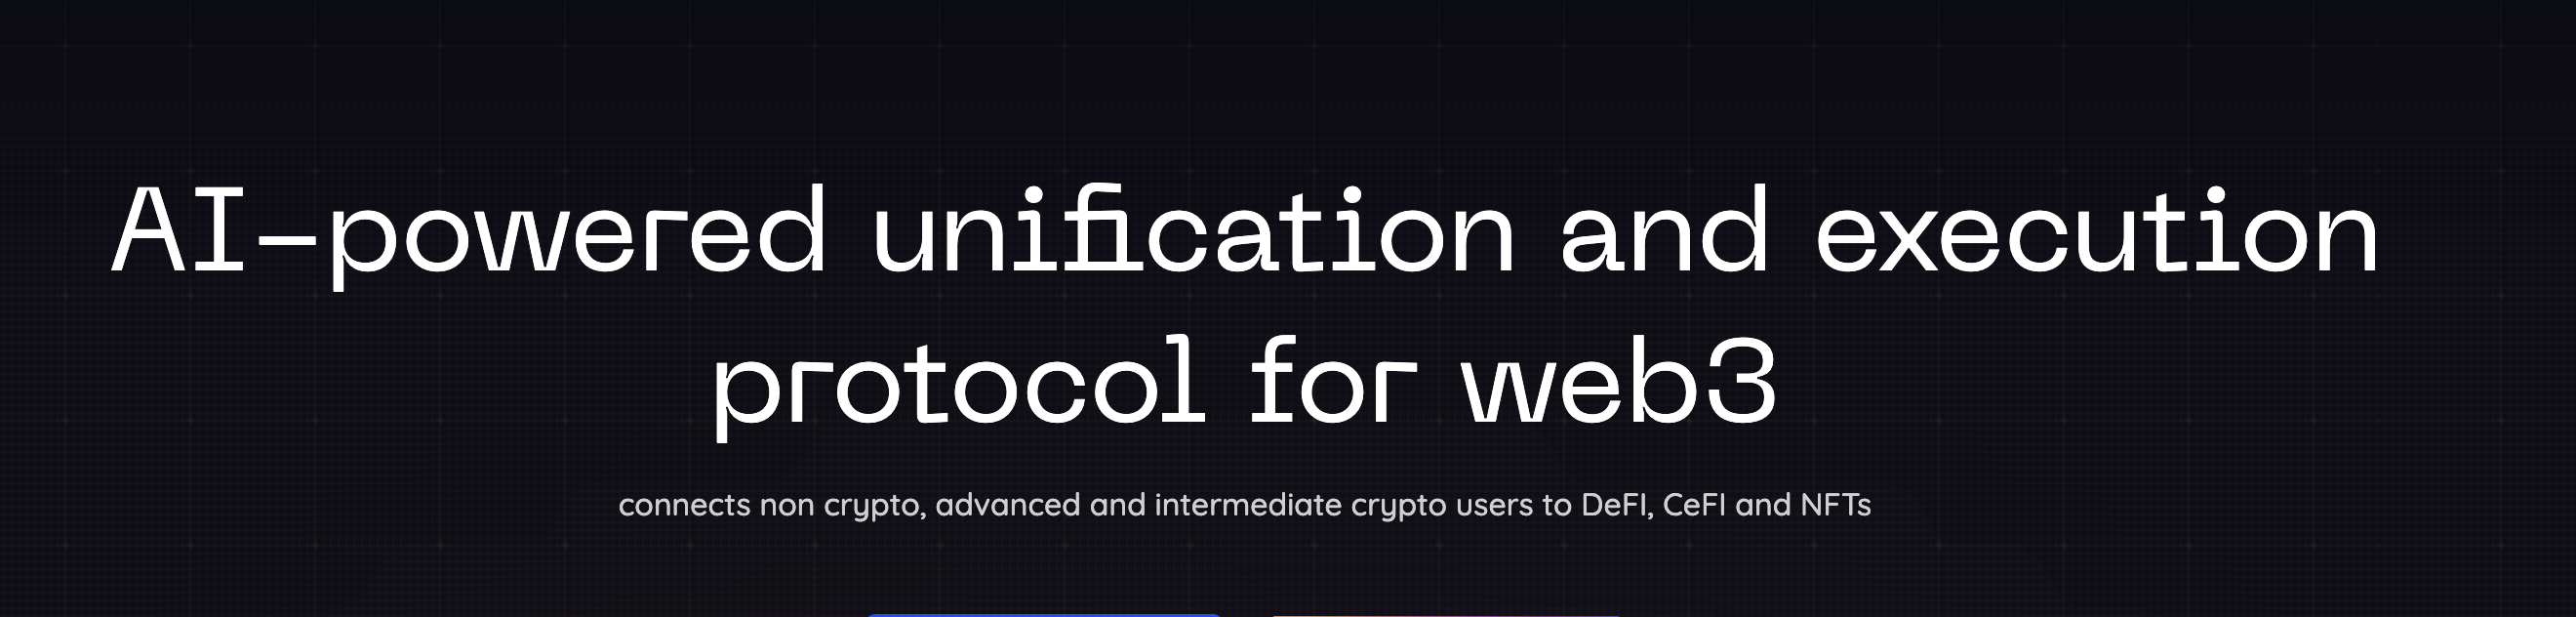 AI-powered unification and execution
protocol for web3
connects non crypto, advanced and intermediate crypto users to DeFI, CeFI and NFTs